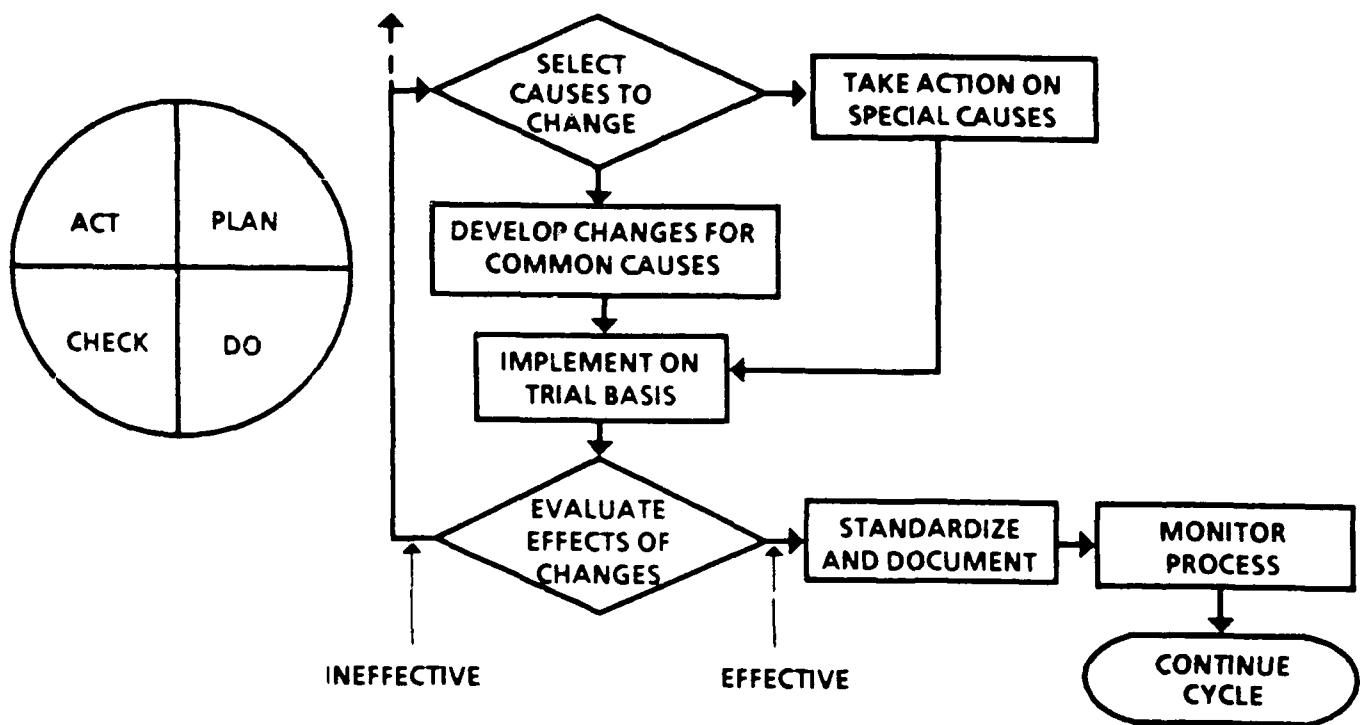 SELECT
CAUSES TO
CHANGE
TAKE ACTION ON
SPECIAL CAUSES
ACT
PLAN
CHECK
DO
DEVELOP CHANGES FOR
COMMON CAUSES
IMPLEMENT ON
TRIAL BASIS
EVALUATE
EFFECTS OF
CHANGES
STANDARDIZE
AND DOCUMENT
MONITOR
PROCESS
INEFFECTIVE
EFFECTIVE
CONTINUE
CYCLE